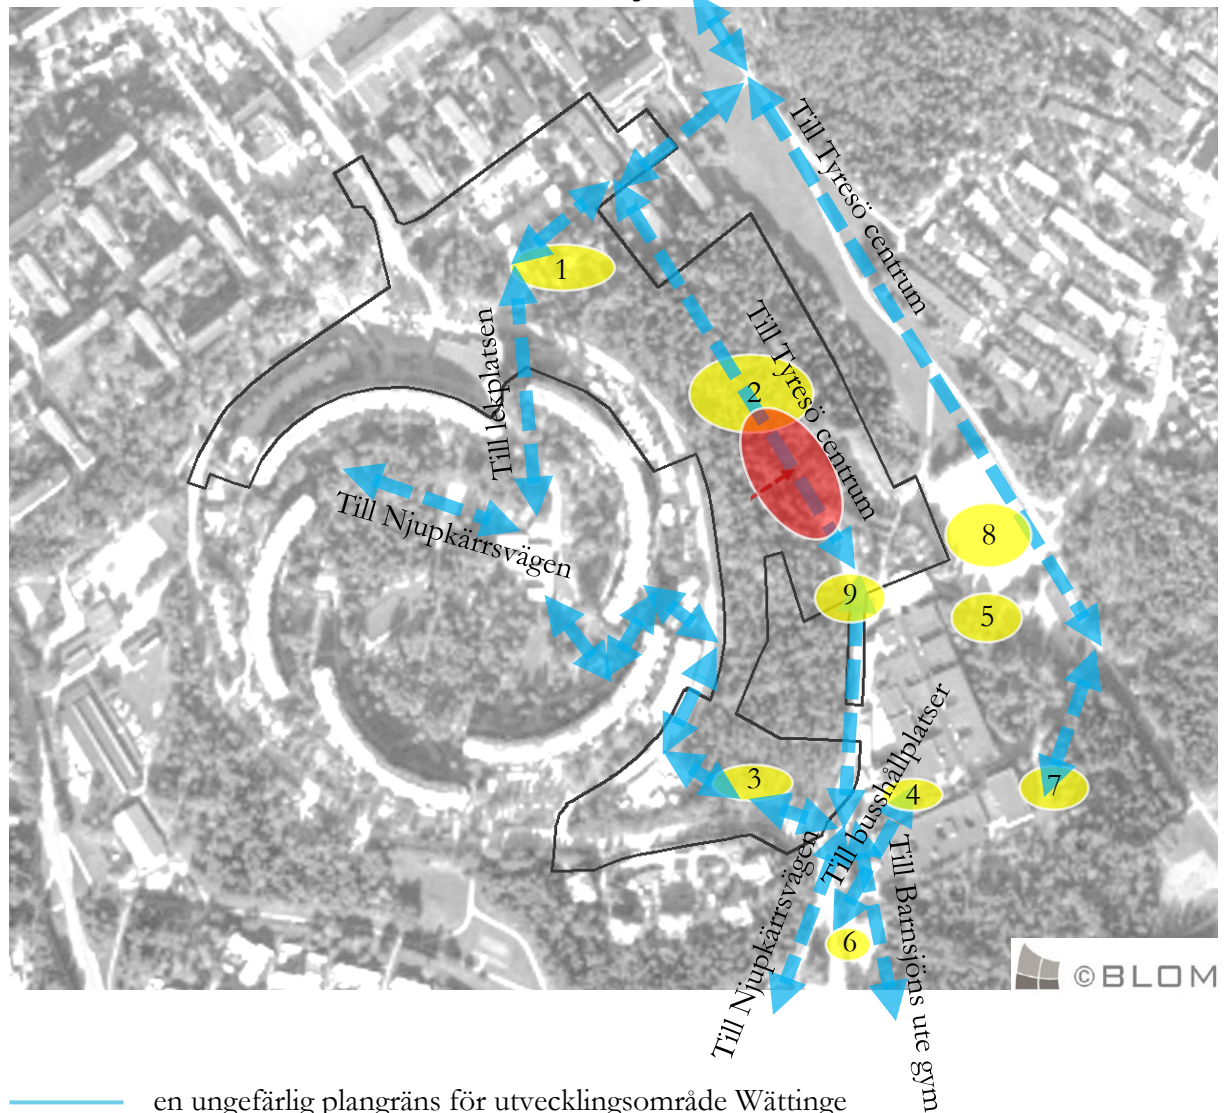 Till Tyresö centrum
1
Till lekplatsen
Till Tyresö centrum
2
Till Njupkärrsvägen
8
9
5
Till busshållplatser
3
4
7
Till Njupkärrsvägen
Till Barnsjöns ute gym
6
©BLOM
en ungefärlig plangräns för utvecklingsområde Wättinge